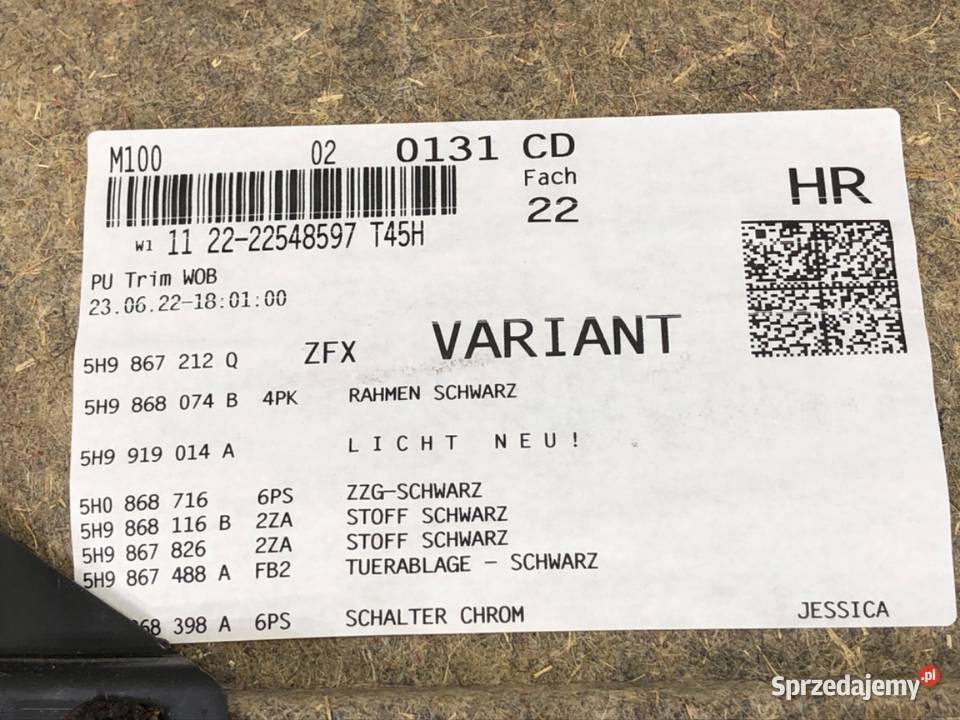 M100 02 0131 CD
Fach
22
HR
W1 11 22-22548597 T45H
PU Trim WOB
23.06.22-18:01:00
5H9 867 212 Q ZFX VARIANT
5H9 868 074 B 4PK RAHMEN SCHWARZ
5H9 919 014 A LICHT NEU!
5H0 868 716 6PS ZZG-SCHWARZ
5H9 868 116 B 2ZA STOFF SCHWARZ
5H9 867 826 2ZA STOFF SCHWARZ
5H9 867 488 A FB2 TUERABLAGE - SCHWARZ
868 398 A 6PS SCHALTER CHROM JESSICA
Sprzedajemy.pl